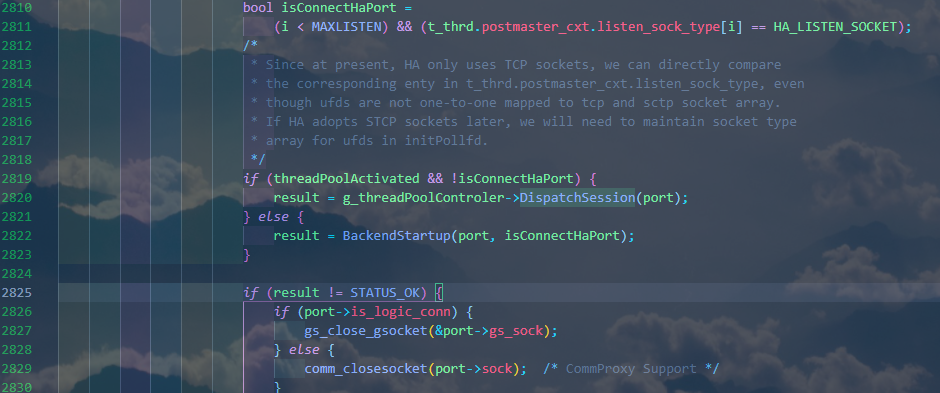 2810 bool isConnectHaPort =
2811 (i < MAXLISTEN) && (t_thrd.postmaster_cxt.listen_sock_type[i] == HA_LISTEN_SOCKET);
2812 /*
2813 * Since at present, HA only uses TCP sockets, we can directly compare
2814 * the corresponding enty in t_thrd.postmaster_cxt.listen_sock_type, even
2815 * though ufds are not one-to-one mapped to tcp and sctp socket array.
2816 * If HA adopts STCP sockets later, we will need to maintain socket type
2817 * array for ufds in initPollfd.
2818 */
2819 if (threadPoolActivated && !isConnectHaPort) {
2820 result = g_threadPoolControler->DispatchSession(port);
2821 } else {
2822 result = BackendStartup(port, isConnectHaPort);
2823 }
2824
2825 if (result != STATUS_OK) {
2826 if (port->is_logic_conn) {
2827 gs_close_gsocket(&port->gs_sock);
2828 } else {
2829 comm_closesocket(port->sock); /* CommProxy Support */
2830 }